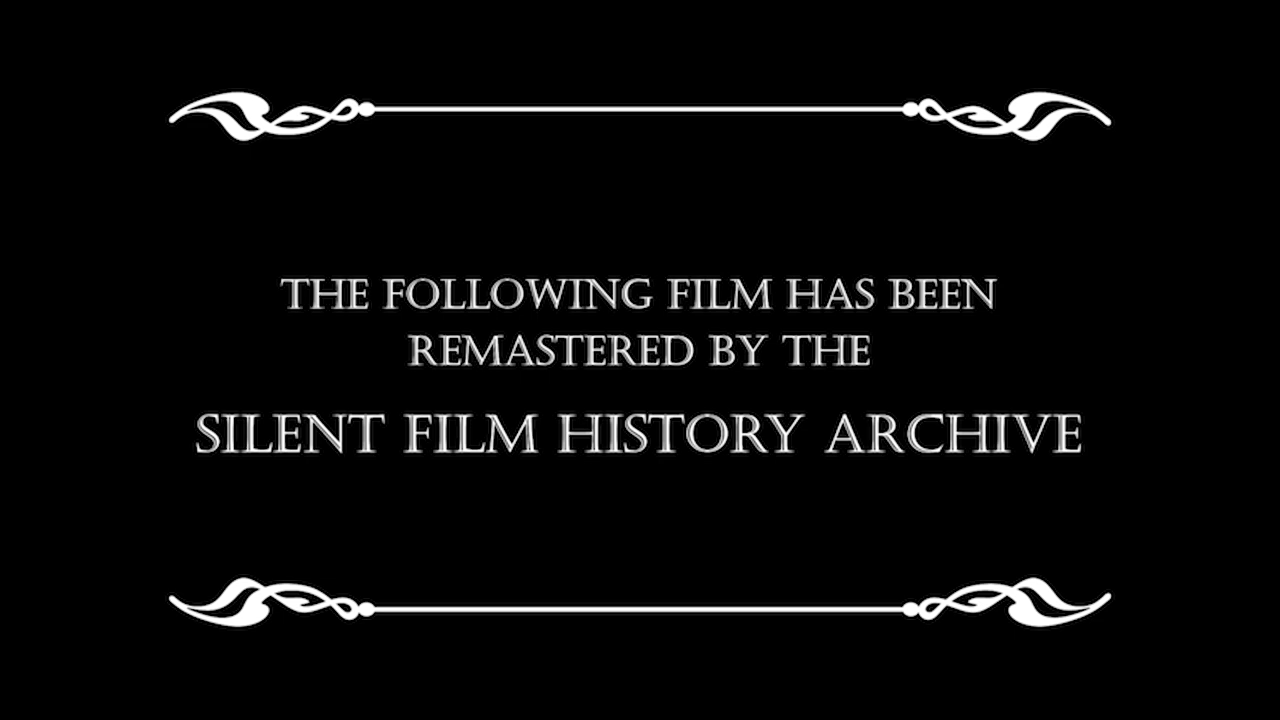 THE FOLLOWING FILM HAS BEEN
REMASTERED BY THE
SILENT FILM HISTORY ARCHIVE